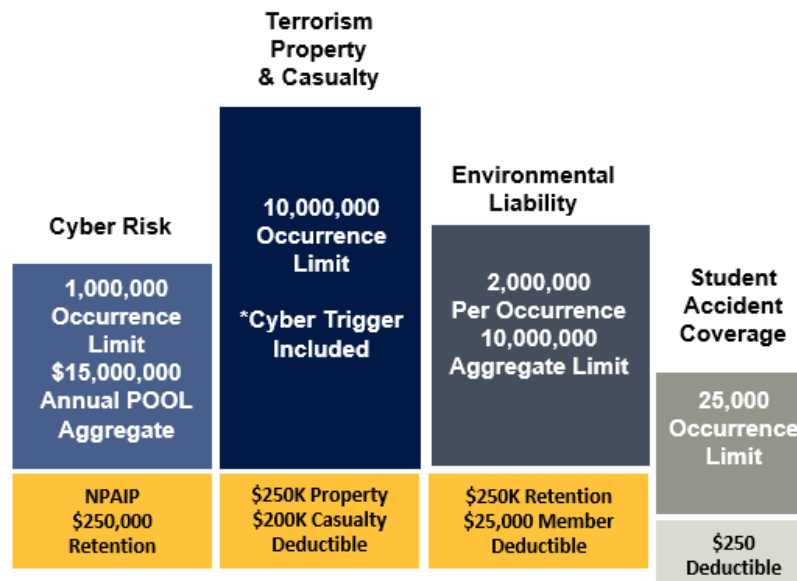 Terrorism
Property
& Casualty
10,000,000
Occurrence
Limit
*Cyber Trigger
Included
$250K Property
$200K Casualty
Deductible
Cyber Risk
1,000,000
Occurrence
Limit
$15,000,000
Annual POOL
Aggregate
NPAIP
$250,000
Retention
Environmental
Liability
2,000,000
Per Occurrence
10,000,000
Aggregate Limit
$250K Retention
$25,000 Member
Deductible
Student
Accident
Coverage
25,000
Occurrence
Limit
$250
Deductible